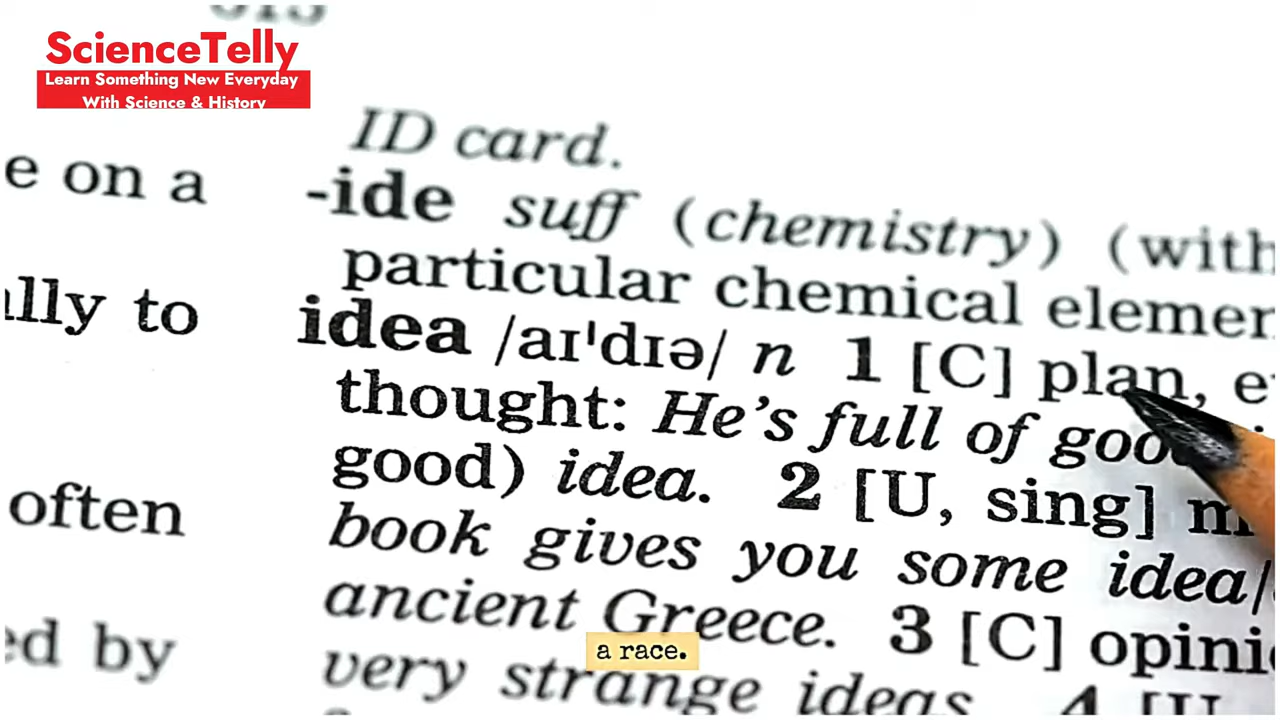 ScienceTelly
Learn Something New Everyday
With Science & History
ID card.
e on a
-ide suff (chemistry) (with
particular chemical elemen
lly to
idea /aɪˈdɪə/ n 1 [C] plan, e
thought: He's full of goo
good) idea. 2 [U, sing] m
often
book gives you some idea/
ancient Greece. 3 [C] opini
ed by
very strange ideas. 4 [U
a race.